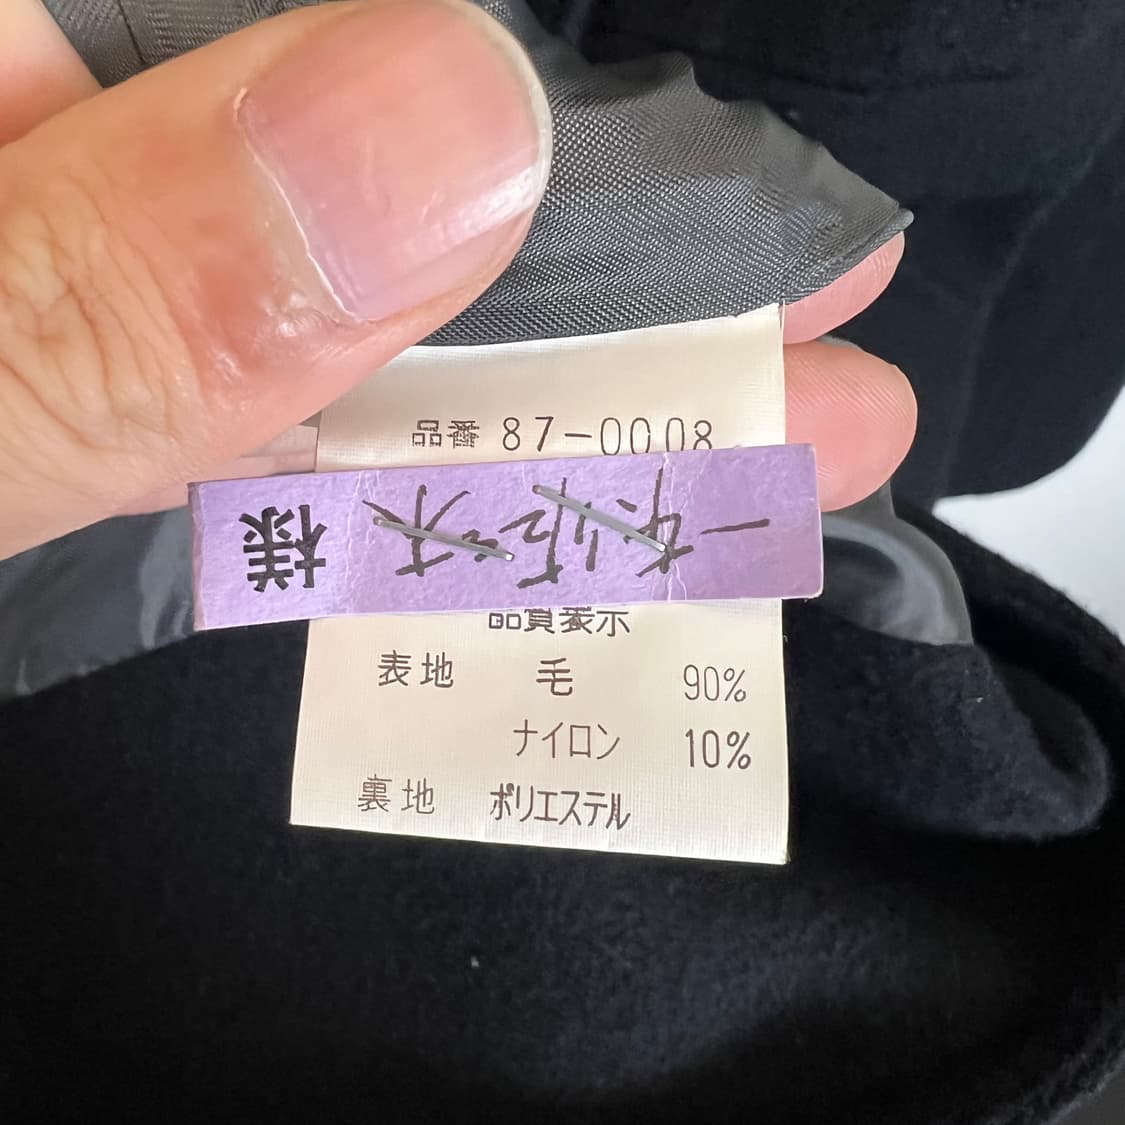 品番 87-0008
様
品質表示
表地 毛 90%
ナイロン 10%
裏地 ポリエステル